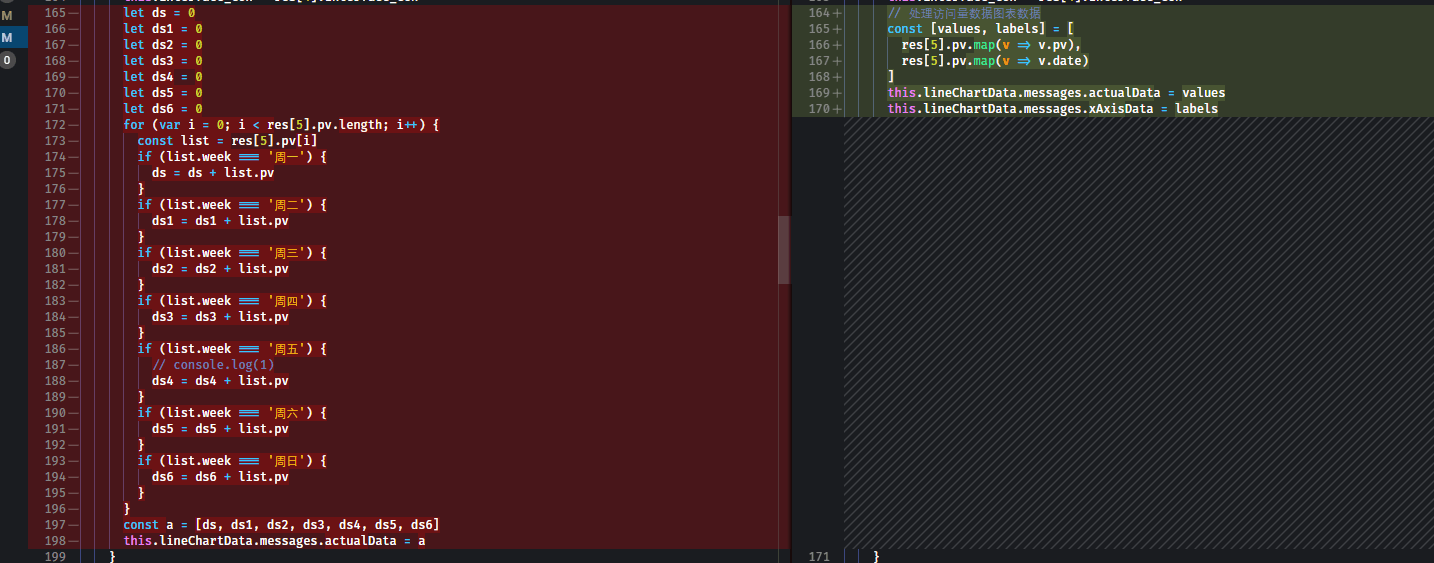 M
M
0
165 let ds = 0
166 let ds1 = 0
167 let ds2 = 0
168 let ds3 = 0
169 let ds4 = 0
170 let ds5 = 0
171 let ds6 = 0
172 for (var i = 0; i < res[5].pv.length; i++) {
173 const list = res[5].pv[i]
174 if (list.week === '周一') {
175 ds = ds + list.pv
176 }
177 if (list.week === '周二') {
178 ds1 = ds1 + list.pv
179 }
180 if (list.week === '周三') {
181 ds2 = ds2 + list.pv
182 }
183 if (list.week === '周四') {
184 ds3 = ds3 + list.pv
185 }
186 if (list.week === '周五') {
187 // console.log(1)
188 ds4 = ds4 + list.pv
189 }
190 if (list.week === '周六') {
191 ds5 = ds5 + list.pv
192 }
193 if (list.week === '周日') {
194 ds6 = ds6 + list.pv
195 }
196 }
197 const a = [ds, ds1, ds2, ds3, ds4, ds5, ds6]
198 this.lineChartData.messages.actualData = a
199 }
164 + // 处理访问量数据图表数据
165 + const [values, labels] = [
166 + res[5].pv.map(v => v.pv),
167 + res[5].pv.map(v => v.date)
168 + ]
169 + this.lineChartData.messages.actualData = values
170 + this.lineChartData.messages.xAxisData = labels
171 }